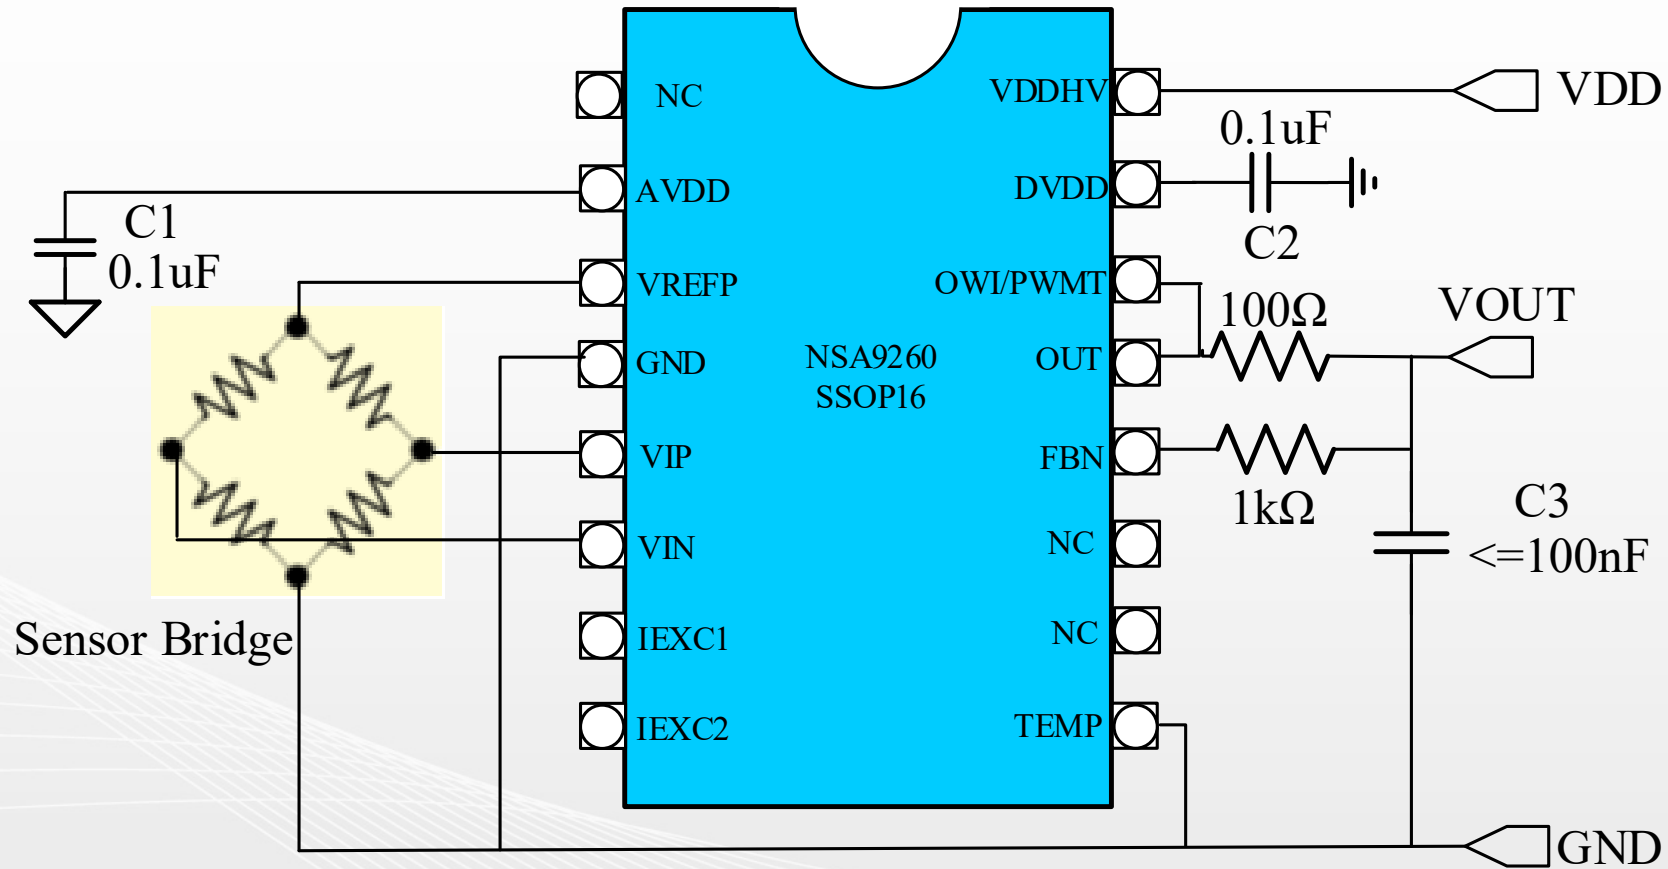 NC
AVDD
VREFP
GND
VIP
VIN
IEXC1
IEXC2
NSA9260
SSOP16
VDDHV
DVDD
OWI/PWMT
OUT
FBN
NC
NC
TEMP
C1
0.1uF
Sensor Bridge
VDD
0.1uF
C2
100Ω
VOUT
1kΩ
C3
<=100nF
GND